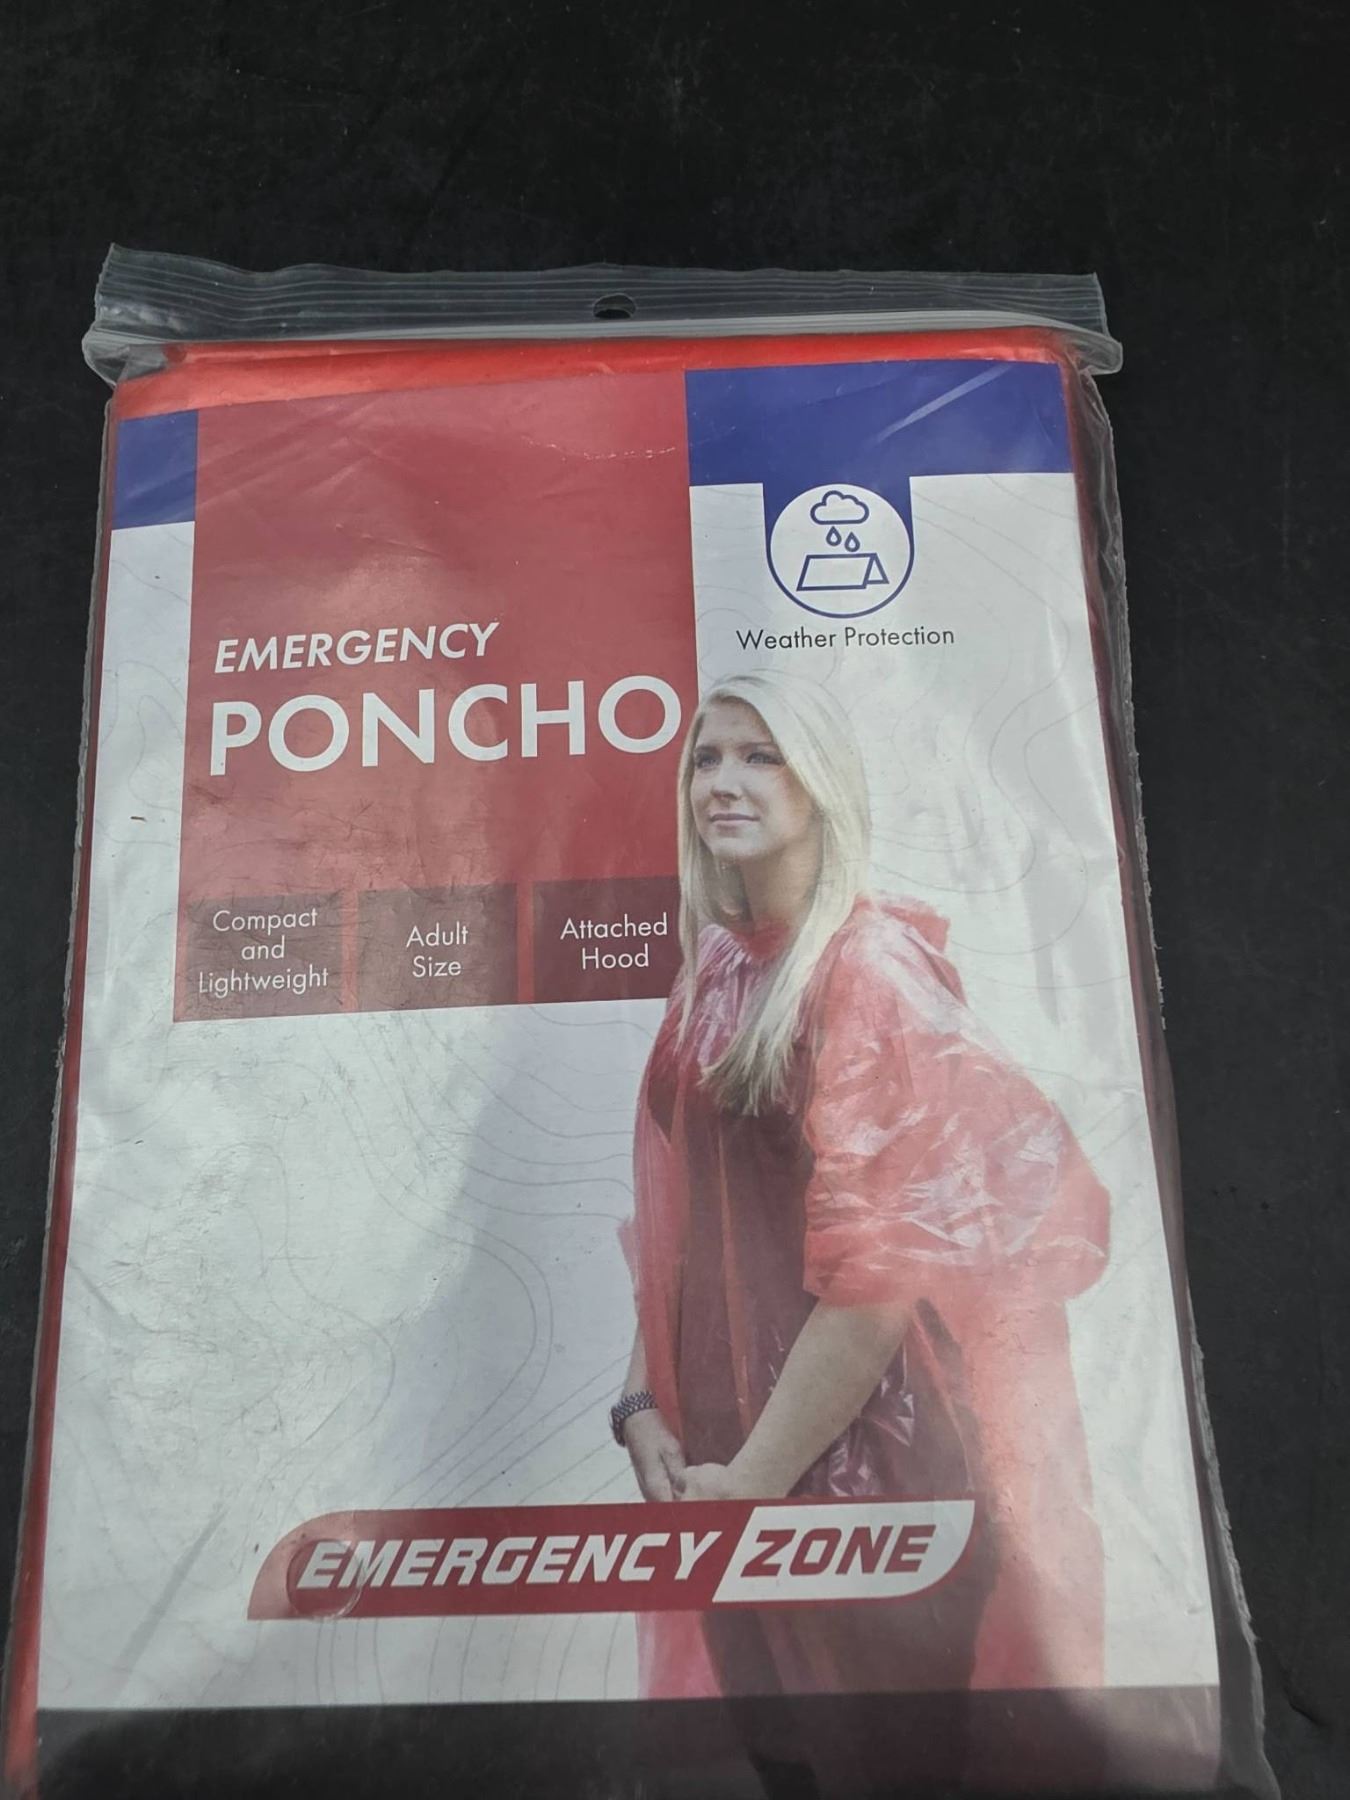 EMERGENCY
PONCHO
Weather Protection
Compact
and
Lightweight
Adult
Size
Attached
Hood
EMERGENCY ZONE